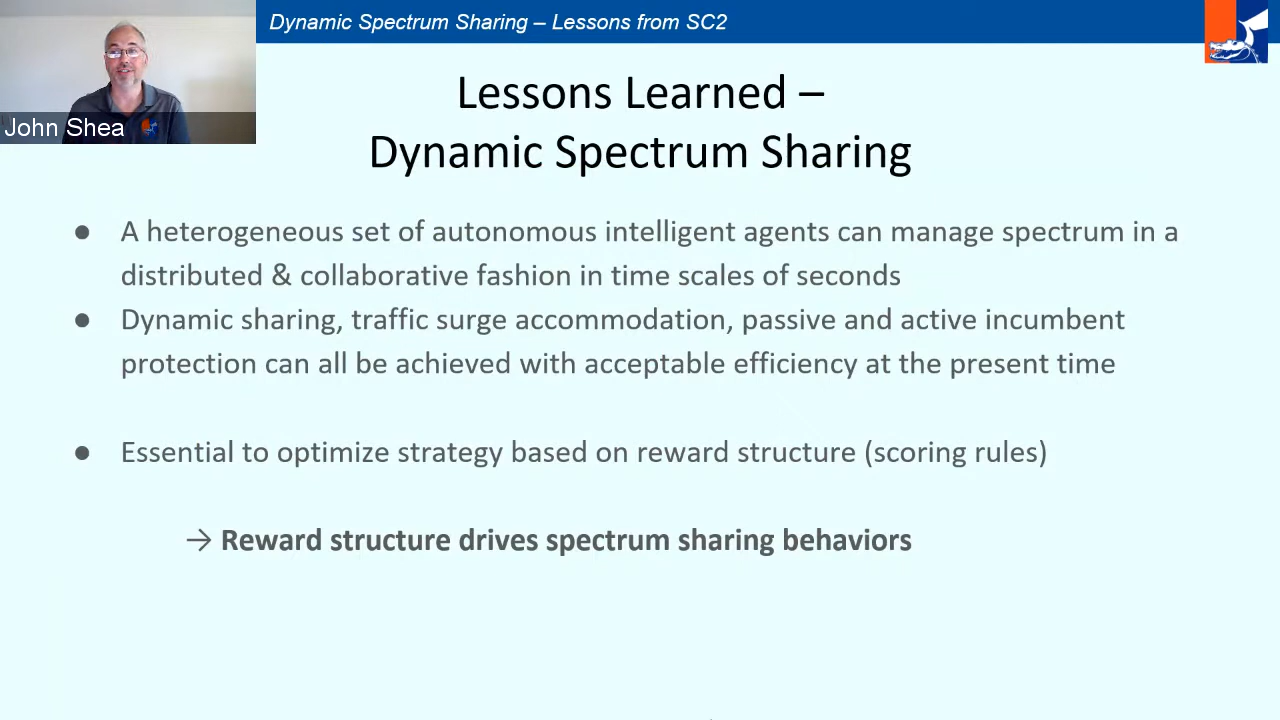 Dynamic Spectrum Sharing – Lessons from SC2
John Shea
Lessons Learned –
Dynamic Spectrum Sharing
● A heterogeneous set of autonomous intelligent agents can manage spectrum in a
distributed & collaborative fashion in time scales of seconds
● Dynamic sharing, traffic surge accommodation, passive and active incumbent
protection can all be achieved with acceptable efficiency at the present time
● Essential to optimize strategy based on reward structure (scoring rules)
→ Reward structure drives spectrum sharing behaviors